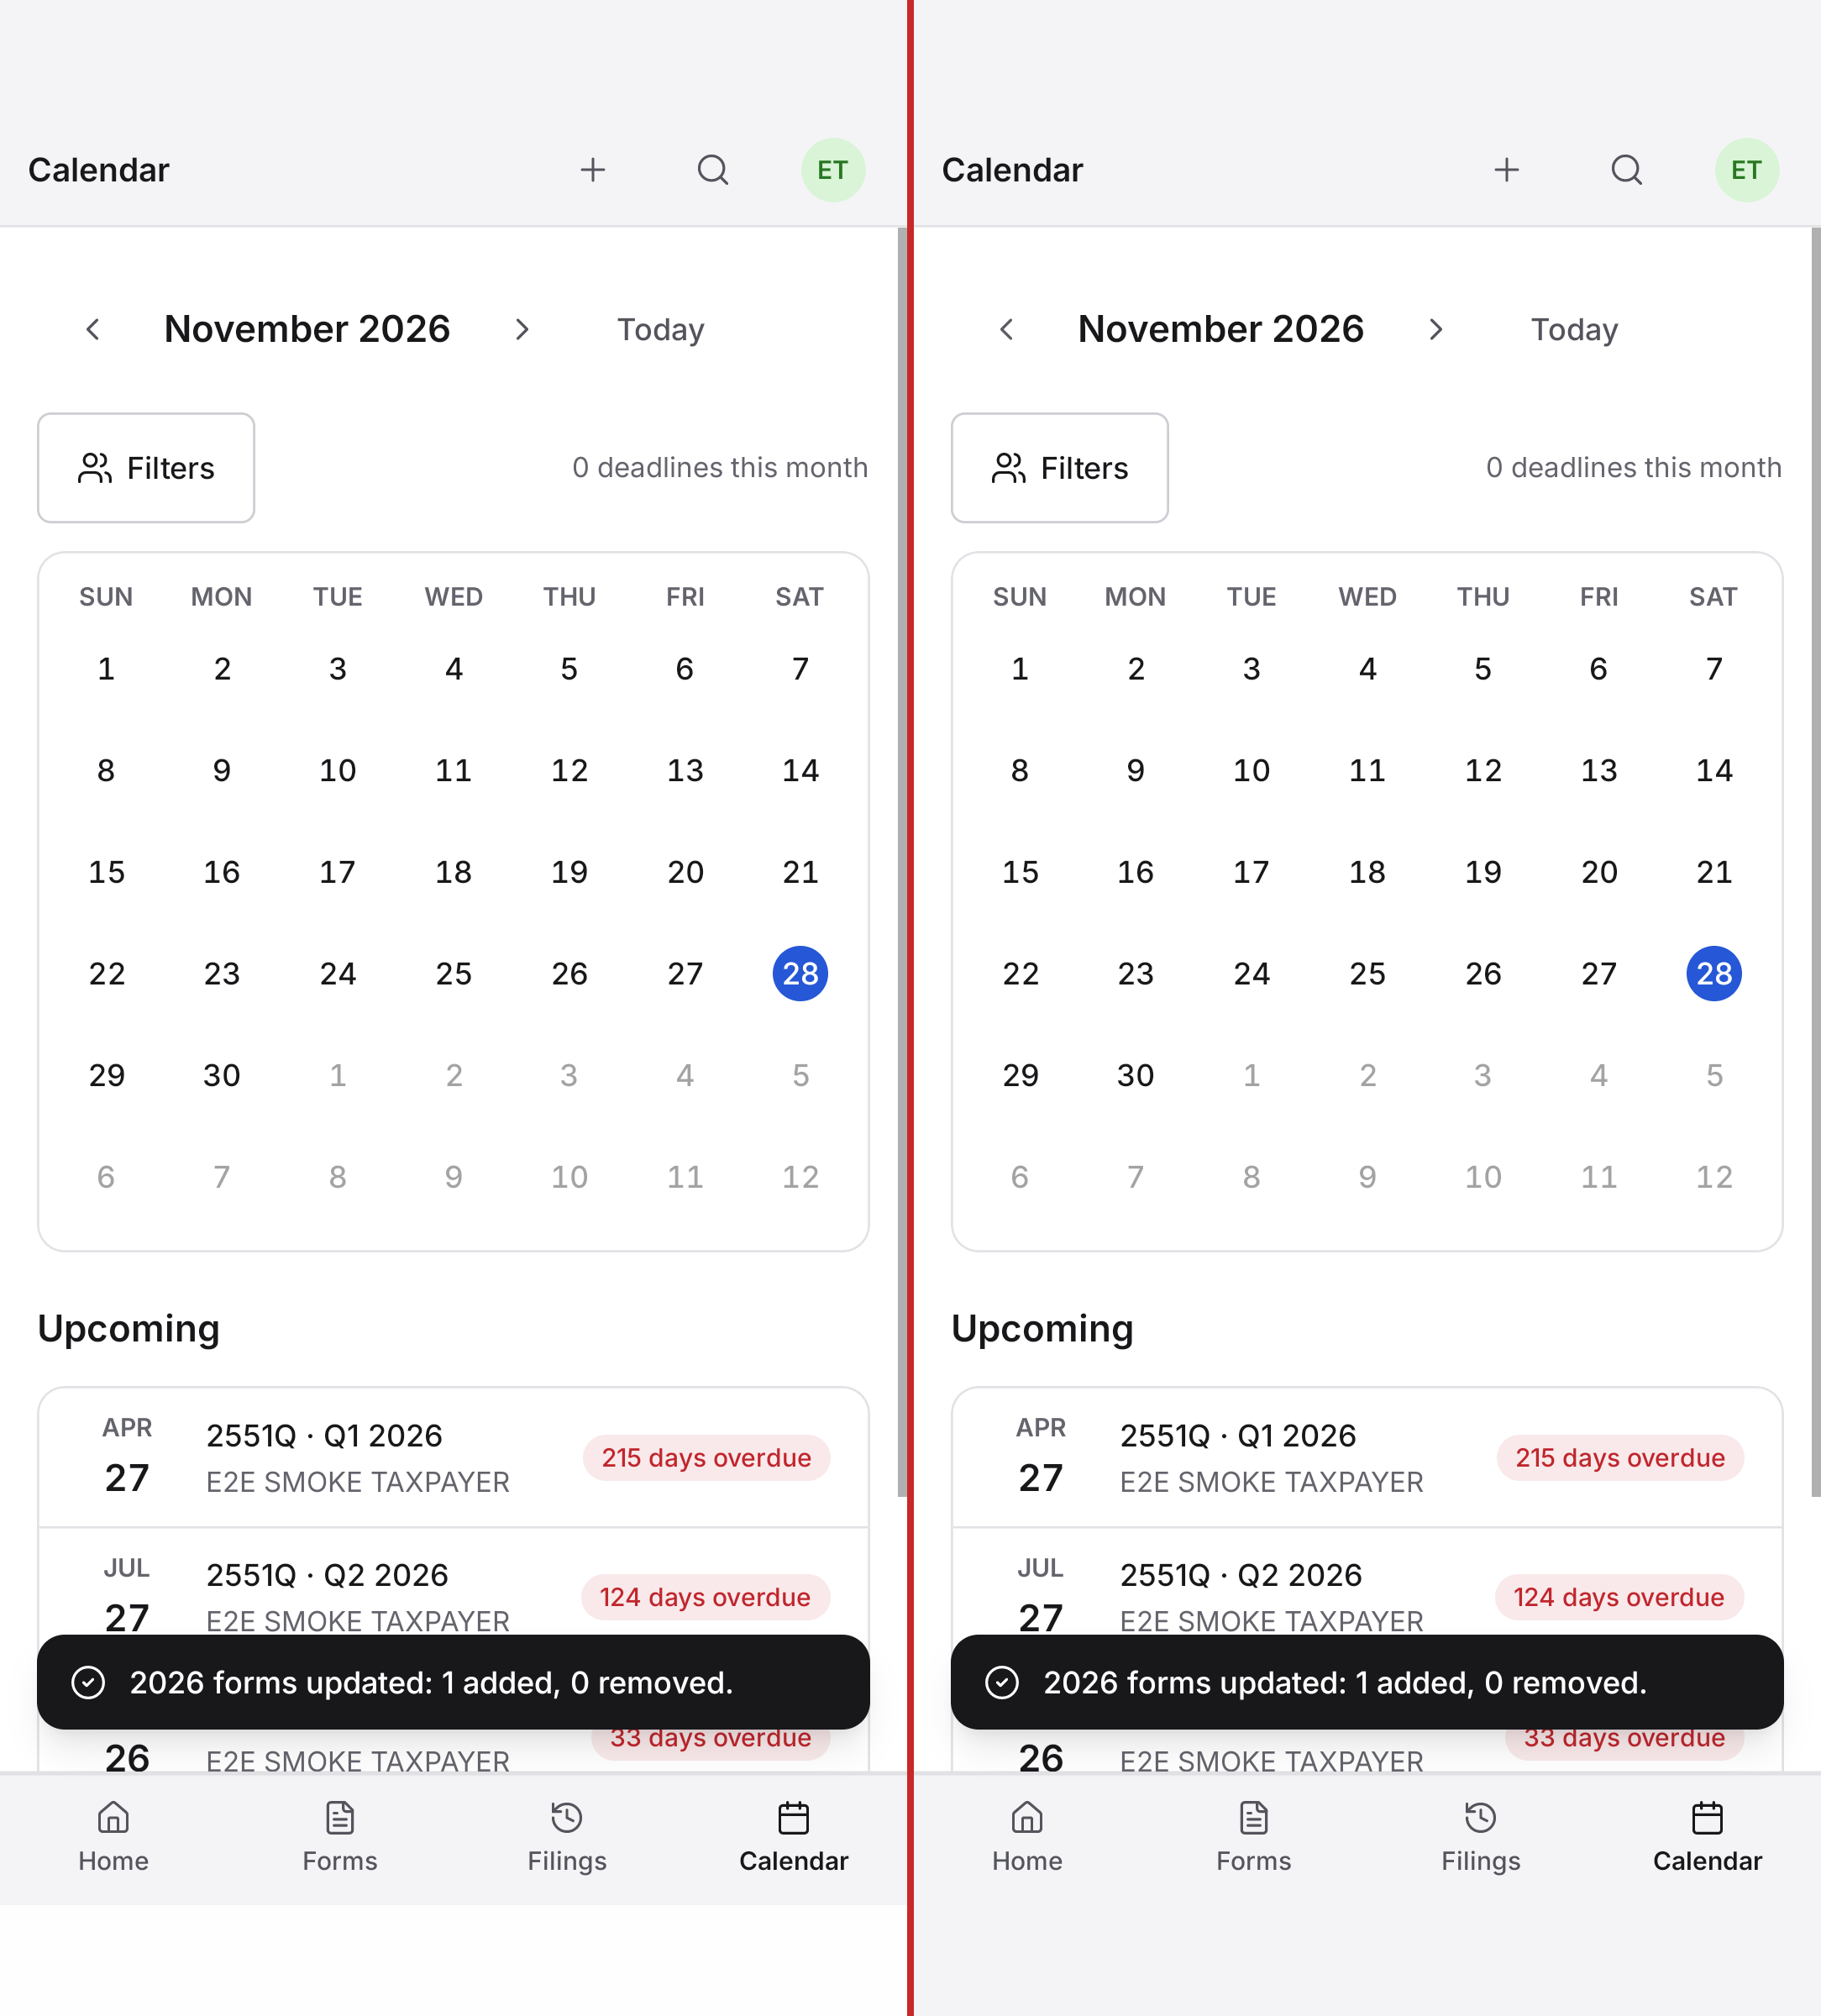 Calendar
ET
November 2026
Today
Filters
0 deadlines this month
SUN MON TUE WED THU FRI SAT
1 2 3 4 5 6 7
8 9 10 11 12 13 14
15 16 17 18 19 20 21
22 23 24 25 26 27 28
29 30 1 2 3 4 5
6 7 8 9 10 11 12
Upcoming
APR
27
2551Q · Q1 2026
E2E SMOKE TAXPAYER
215 days overdue
JUL
27
2551Q · Q2 2026
E2E SMOKE TAXPAYER
124 days overdue
2026 forms updated: 1 added, 0 removed.
26
E2E SMOKE TAXPAYER
33 days overdue
Home
Forms
Filings
Calendar
Calendar
ET
November 2026
Today
Filters
0 deadlines this month
SUN MON TUE WED THU FRI SAT
1 2 3 4 5 6 7
8 9 10 11 12 13 14
15 16 17 18 19 20 21
22 23 24 25 26 27 28
29 30 1 2 3 4 5
6 7 8 9 10 11 12
Upcoming
APR
27
2551Q · Q1 2026
E2E SMOKE TAXPAYER
215 days overdue
JUL
27
2551Q · Q2 2026
E2E SMOKE TAXPAYER
124 days overdue
2026 forms updated: 1 added, 0 removed.
26
E2E SMOKE TAXPAYER
33 days overdue
Home
Forms
Filings
Calendar